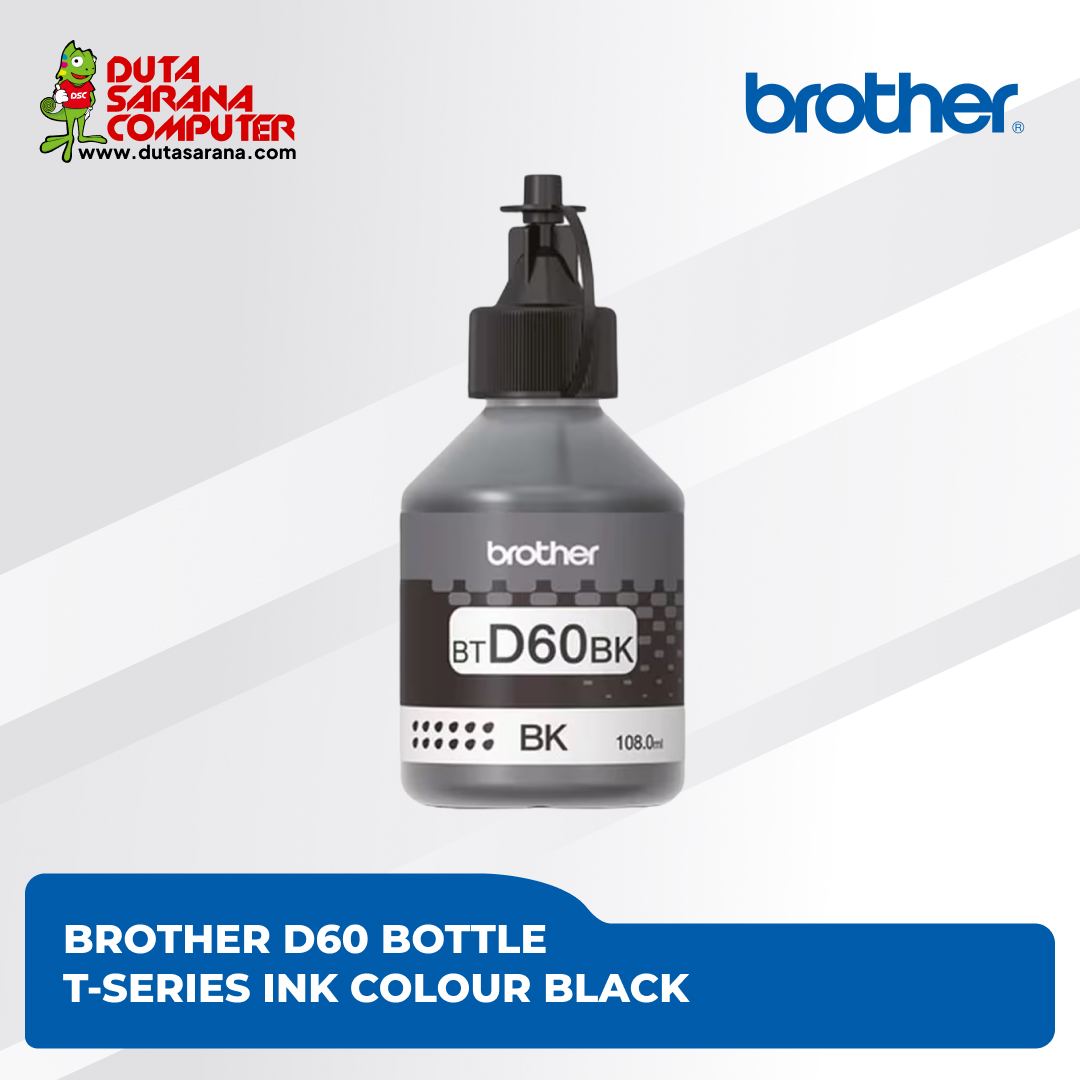 DUTA
SARANA
COMPUTER
DSC
www.dutasarana.com
brother®
brother
BTD60BK
BK 108.0ml
BROTHER D60 BOTTLE
T-SERIES INK COLOUR BLACK